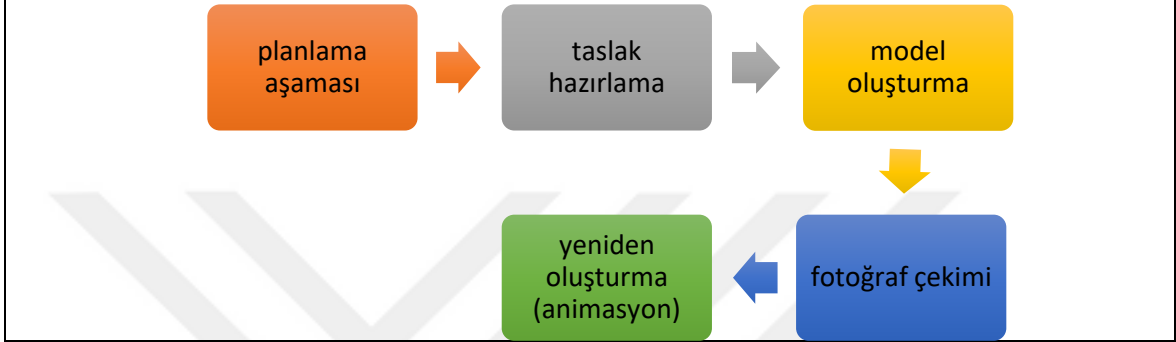 planlama
aşaması
taslak
hazırlama
model
oluşturma
fotoğraf çekimi
yeniden
oluşturma
(animasyon)